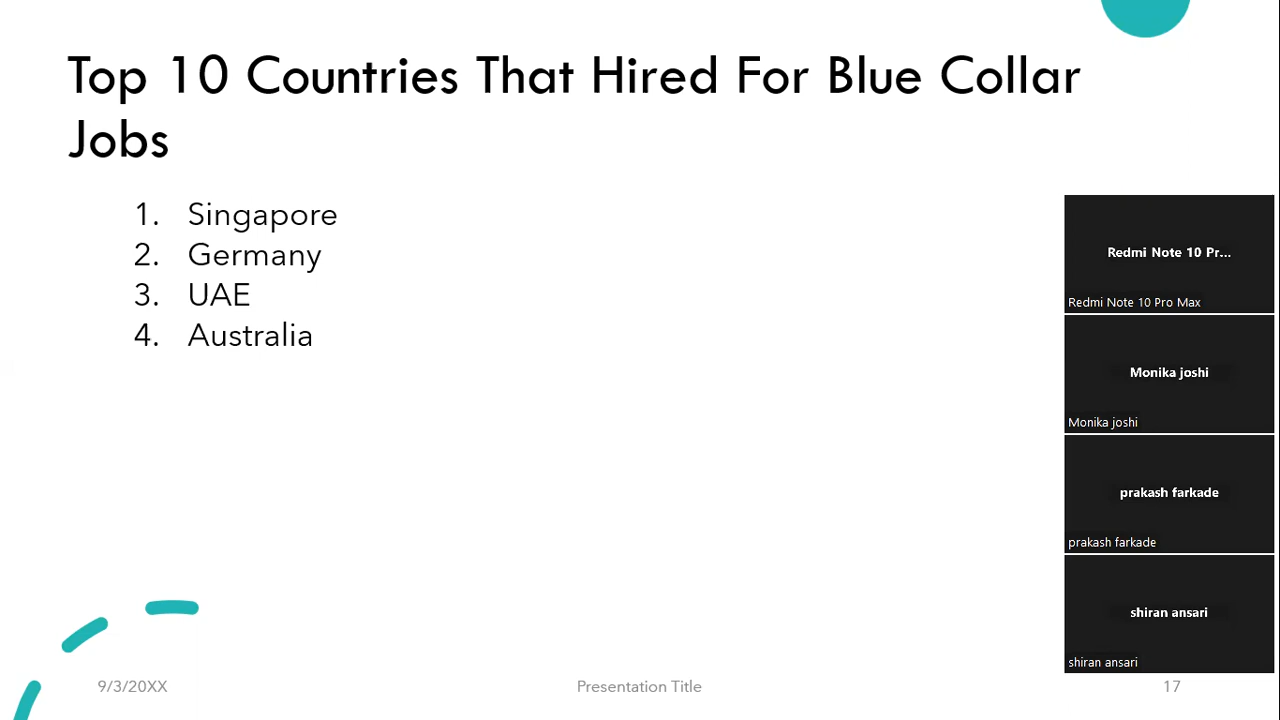 Top 10 Countries That Hired For Blue Collar
Jobs
1. Singapore
2. Germany
3. UAE
4. Australia
Redmi Note 10 Pr...
Redmi Note 10 Pro Max
Monika joshi
Monika joshi
prakash farkade
prakash farkade
shiran ansari
shiran ansari
9/3/20XX
Presentation Title
17